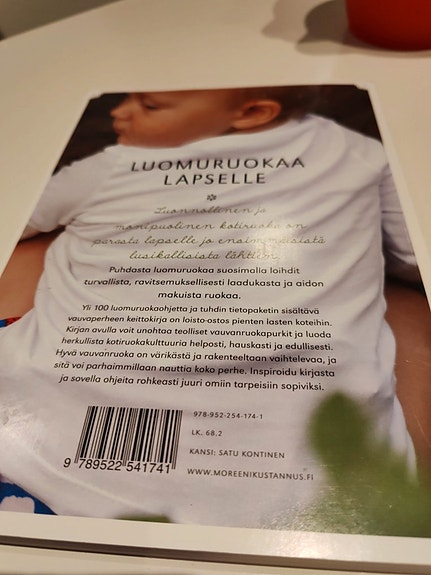 LUOMURUOKAA
LAPSELLE
Luonnollinen ja
monipuolinen kotiruoka on
parasta lapselle jo ensimmäisistä
lusikallisista lähtien.
Puhdasta luomuruokaa suosimalla loihdit
turvallista, ravitsemuksellisesti laadukasta ja aidon
makuista ruokaa.
Yli 100 luomuruokaohjetta ja tuhdin tietopaketin sisältävä
vauvaperheen keittokirja on loisto-ostos pienten lasten koteihin.
Kirjan avulla voit unohtaa teolliset vauvanruokapurkit ja luoda
herkullista kotiruokakulttuuria helposti, hauskasti ja edullisesti.
Hyvä vauvanruoka on värikästä ja rakenteeltaan vaihtelevaa, ja
sitä voi parhaimmillaan nauttia koko perhe. Inspiroidu kirjasta
ja sovella ohjeita rohkeasti juuri omiin tarpeisiin sopiviksi.
978-952-254-174-1
LK. 68.2
KANSI: SATU KONTINEN
WWW.MOREENIKUSTANNUS.FI
9 789522 541741